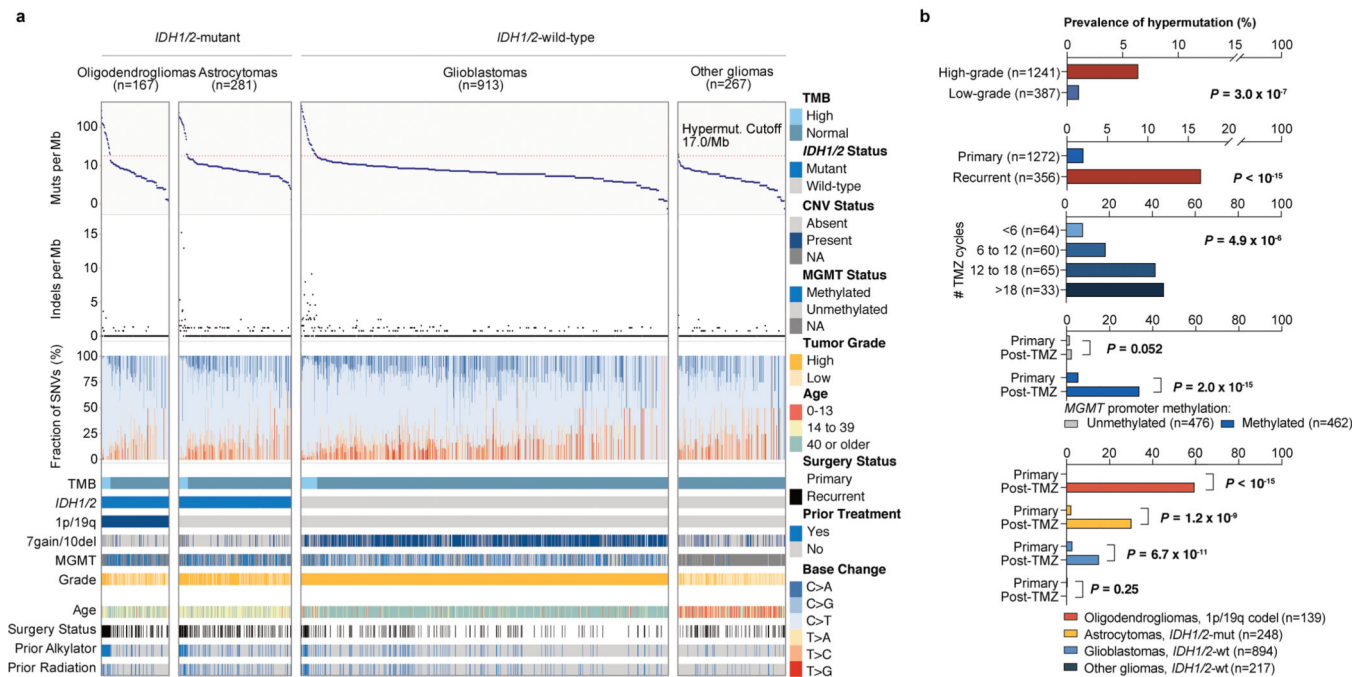 a
IDH1/2-mutant
IDH1/2-wild-type
Oligodendrogliomas
(n=167)
Astrocytomas
(n=281)
Glioblastomas
(n=913)
Other gliomas
(n=267)
Muts per Mb
100
10
0
Hypermut. Cutoff
17.0/Mb
Indels per Mb
15
10
5
0
Fraction of SNVs (%)
100
75
50
25
0
TMB
IDH1/2
1p/19q
7gain/10del
MGMT
Grade
Age
Surgery Status
Prior Alkylator
Prior Radiation
TMB
High
Normal
IDH1/2 Status
Mutant
Wild-type
CNV Status
Absent
Present
NA
MGMT Status
Methylated
Unmethylated
NA
Tumor Grade
High
Low
Age
0-13
14 to 39
40 or older
Surgery Status
Primary
Recurrent
Prior Treatment
Yes
No
Base Change
C>A
C>G
C>T
T>A
T>C
T>G
b
Prevalence of hypermutation (%)
0 5 10 15 100
High-grade (n=1241)
Low-grade (n=387)
P = 3.0 x 10-7
0 5 10 15 20 100
Primary (n=1272)
Recurrent (n=356)
P < 10-15
0 20 40 60 80 100
# TMZ cycles
<6 (n=64)
6 to 12 (n=60)
12 to 18 (n=65)
>18 (n=33)
P = 4.9 x 10-6
0 20 40 60 80 100
Primary
Post-TMZ
P = 0.052
Primary
Post-TMZ
P = 2.0 x 10-15
MGMT promoter methylation:
Unmethylated (n=476) Methylated (n=462)
0 20 40 60 80 100
Primary
Post-TMZ
P < 10-15
Primary
Post-TMZ
P = 1.2 x 10-9
Primary
Post-TMZ
P = 6.7 x 10-11
Primary
Post-TMZ
P = 0.25
Oligodendrogliomas, 1p/19q codel (n=139)
Astrocytomas, IDH1/2-mut (n=248)
Glioblastomas, IDH1/2-wt (n=894)
Other gliomas, IDH1/2-wt (n=217)